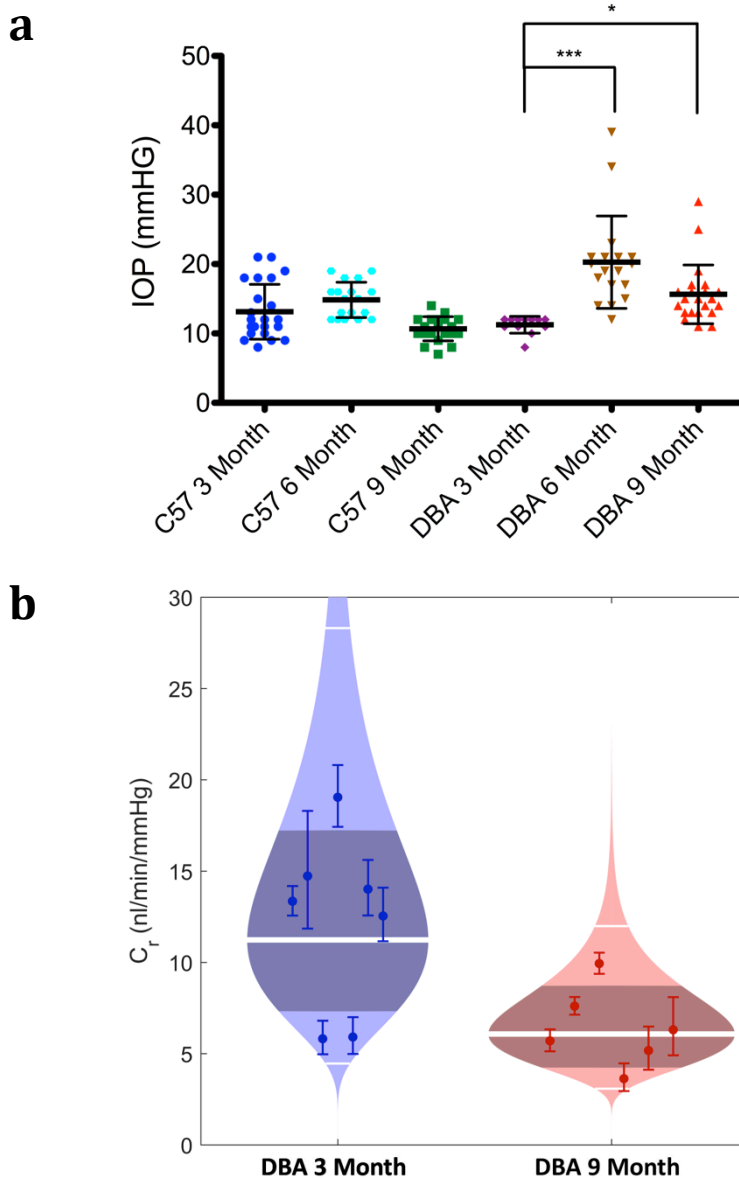 a
*
***
50
40
30
20
10
0
IOP (mmHG)
C57 3 Month
C57 6 Month
C57 9 Month
DBA 3 Month
DBA 6 Month
DBA 9 Month
b
30
25
20
15
10
5
0
Cr (nl/min/mmHg)
DBA 3 Month
DBA 9 Month